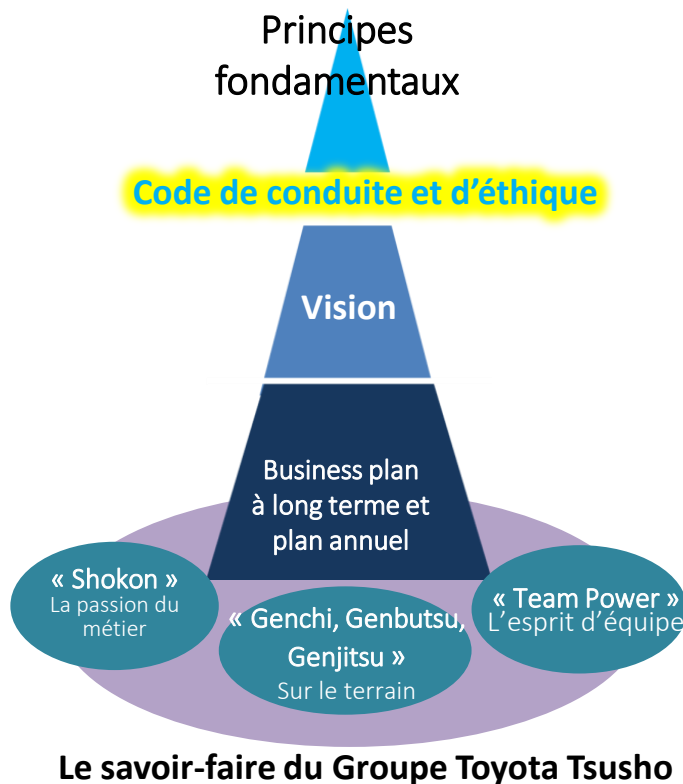 Principes
fondamentaux
Code de conduite et d’éthique
Vision
Business plan
à long terme et
plan annuel
« Shokon »
La passion du
métier
« Genchi, Genbutsu,
Genjitsu »
Sur le terrain
« Team Power »
L’esprit d’équipe
Le savoir-faire du Groupe Toyota Tsusho